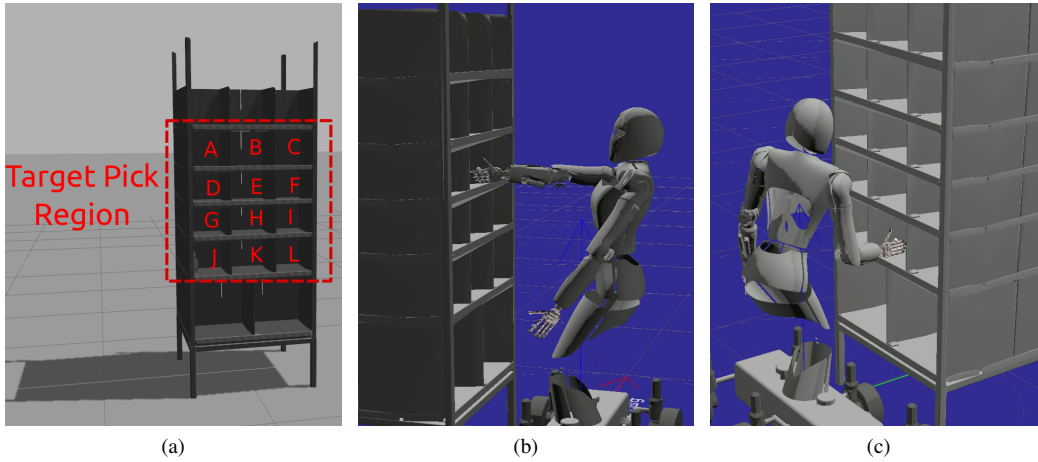 A B C
Target Pick
D E F
Region
G H I
J K L
(a)
(b)
(c)